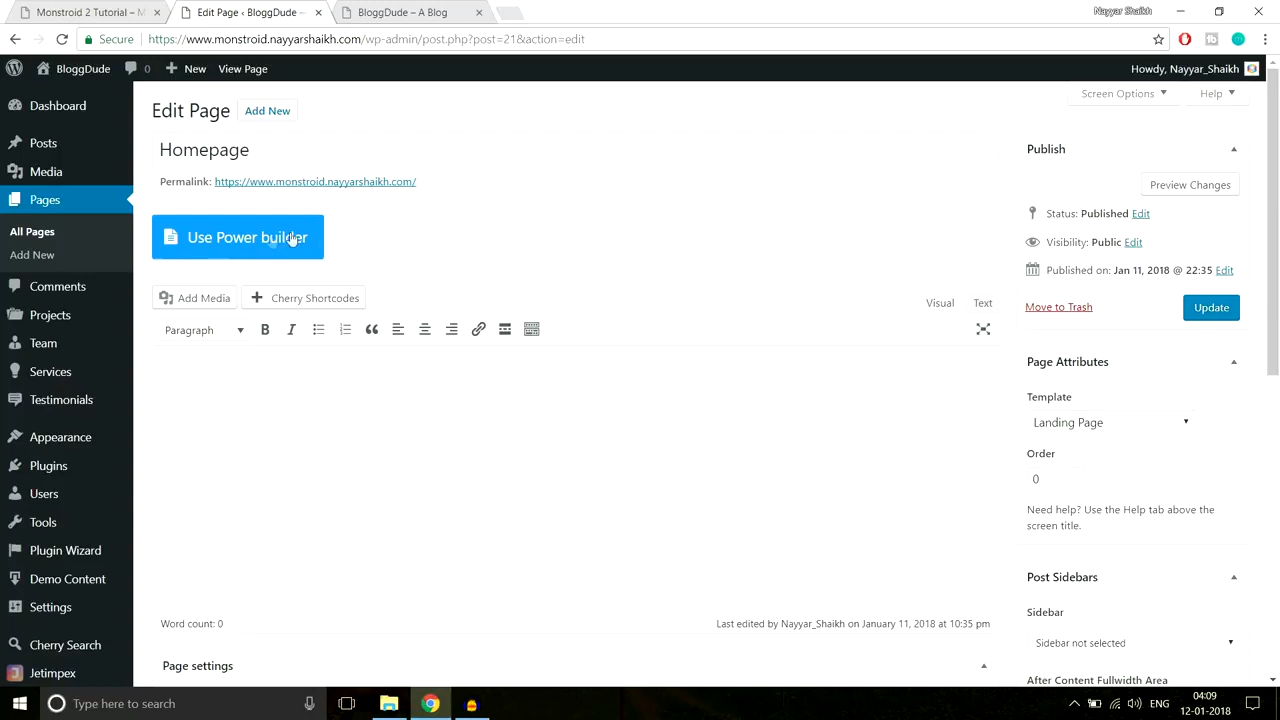 Monstroid 2 Tutorial – M
Edit Page ‹ BloggDude –
BloggDude – A Blog
Nayyar Shaikh
Secure
https://www.monstroid.nayyarshaikh.com/wp-admin/post.php?post=21&action=edit
BloggDude
0
New
View Page
Howdy, Nayyar_Shaikh
Dashboard
Posts
Media
Pages
All Pages
Add New
Comments
Projects
Team
Services
Testimonials
Appearance
Plugins
Users
Tools
Plugin Wizard
Demo Content
Settings
Cherry Search
Jetimpex
Screen Options
Help
Edit Page
Add New
Homepage
Permalink: https://www.monstroid.nayyarshaikh.com/
Use Power builder
Add Media
Cherry Shortcodes
Visual
Text
Paragraph
B
I
Word count: 0
Last edited by Nayyar_Shaikh on January 11, 2018 at 10:35 pm
Page settings
Publish
Preview Changes
Status: Published Edit
Visibility: Public Edit
Published on: Jan 11, 2018 @ 22:35 Edit
Move to Trash
Update
Page Attributes
Template
Landing Page
Order
0
Need help? Use the Help tab above the
screen title.
Post Sidebars
Sidebar
Sidebar not selected
After Content Fullwidth Area
Type here to search
ENG
04:09
12-01-2018